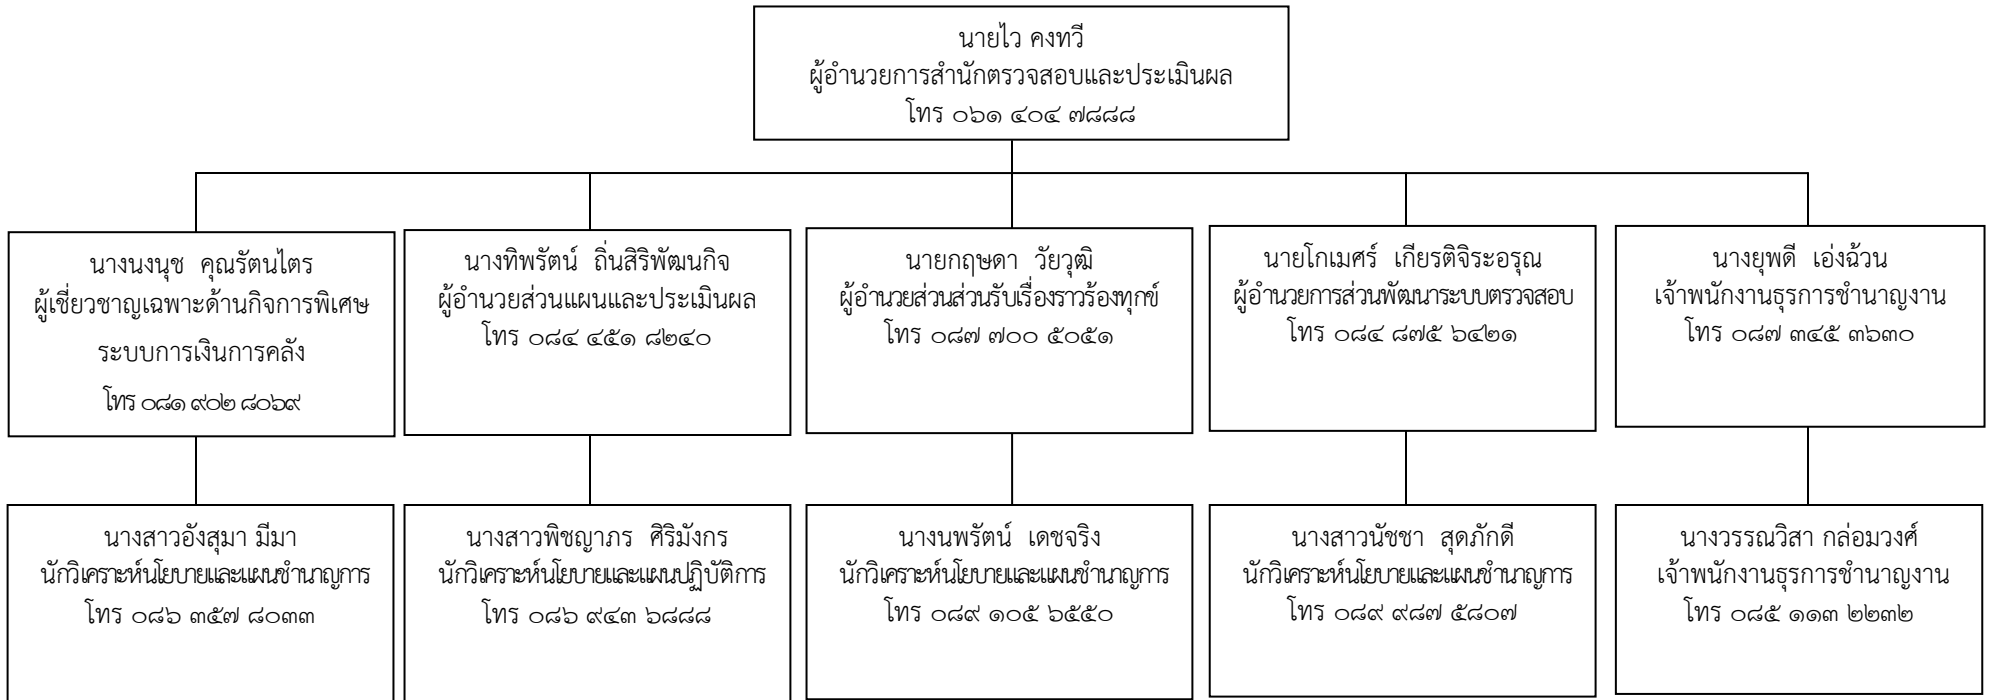 นายไว คงทวี
ผู้อำนวยการสำนักตรวจสอบและประเมินผล
โทร ๐๖๑ ๔๐๔ ๗๘๘๘
นางนงนุช คุณรัตนไตร
ผู้เชี่ยวชาญเฉพาะด้านกิจการพิเศษ
ระบบการเงินการคลัง
โทร ๐๘๑ ๙๐๒ ๘๐๖๙
นางทิพรัตน์ ถิ่นสิริพัฒนกิจ
ผู้อำนวยส่วนแผนและประเมินผล
โทร ๐๘๔ ๔๕๑ ๘๒๔๐
นายกฤษดา วัยวุฒิ
ผู้อำนวยส่วนส่วนรับเรื่องราวร้องทุกข์
โทร ๐๘๗ ๗๐๐ ๕๐๕๑
นายโกเมศร์ เกียรติจิระอรุณ
ผู้อำนวยการส่วนพัฒนาระบบตรวจสอบ
โทร ๐๘๔ ๘๗๕ ๖๔๒๑
นางยุพดี เอ่งฉ้วน
เจ้าพนักงานธุรการชำนาญงาน
โทร ๐๘๗ ๓๔๕ ๓๖๓๐
นางสาวอังสุมา มีมา
นักวิเคราะห์นโยบายและแผนชำนาญการ
โทร ๐๘๖ ๓๕๗ ๘๐๓๓
นางสาวพิชญาภร ศิริมังกร
นักวิเคราะห์นโยบายและแผนปฏิบัติการ
โทร ๐๘๖ ๙๔๓ ๖๘๘๘
นางนพรัตน์ เดชจริง
นักวิเคราะห์นโยบายและแผนชำนาญการ
โทร ๐๘๙ ๑๐๕ ๖๕๕๐
นางสาวนัชชา สุดภักดี
นักวิเคราะห์นโยบายและแผนชำนาญการ
โทร ๐๘๙ ๙๘๗ ๕๘๐๗
นางวรรณวิสา กล่อมวงศ์
เจ้าพนักงานธุรการชำนาญงาน
โทร ๐๘๕ ๑๑๓ ๒๒๓๒